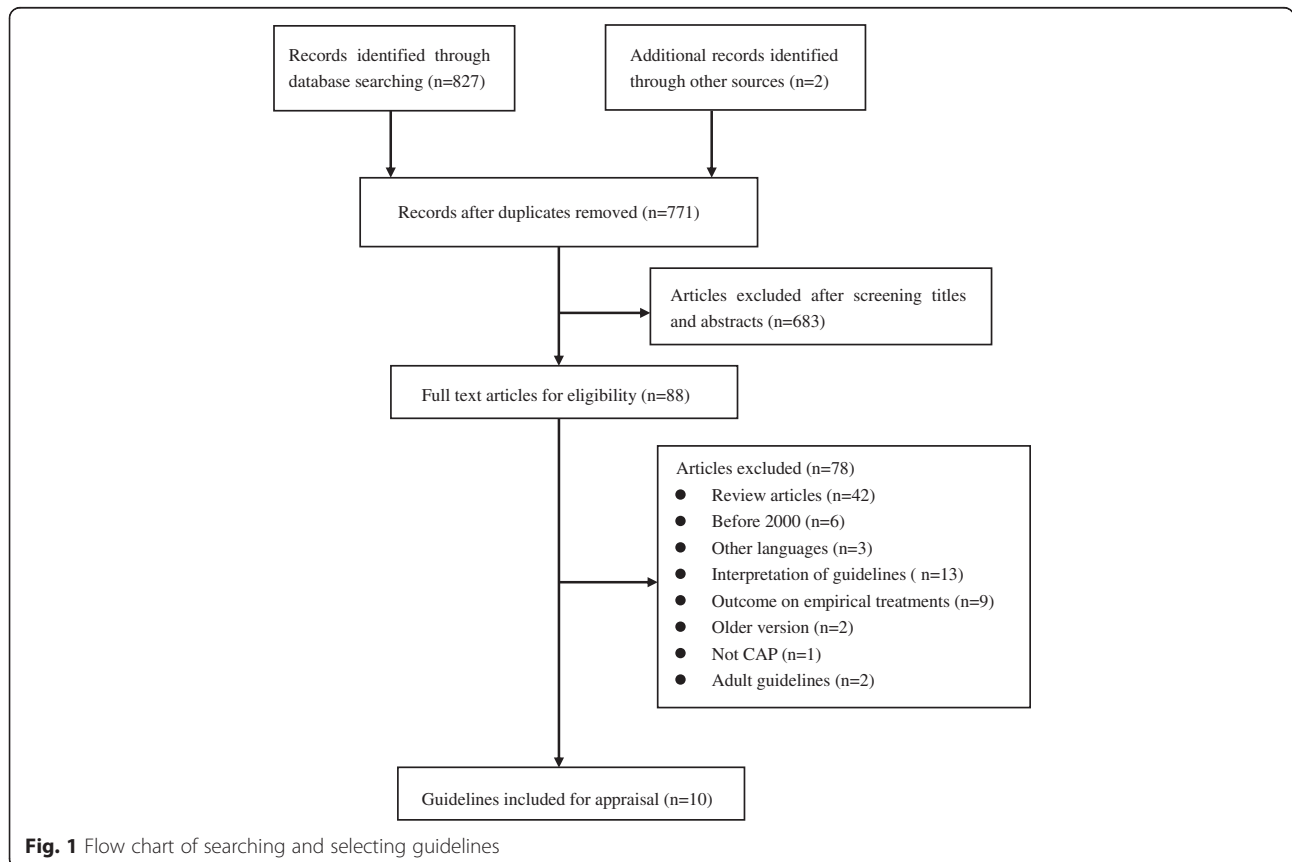 Records identified through
database searching (n=827)
Additional records identified
through other sources (n=2)
Records after duplicates removed (n=771)
Articles excluded after screening titles
and abstracts (n=683)
Full text articles for eligibility (n=88)
Articles excluded (n=78)
● Review articles (n=42)
● Before 2000 (n=6)
● Other languages (n=3)
● Interpretation of guidelines ( n=13)
● Outcome on empirical treatments (n=9)
● Older version (n=2)
● Not CAP (n=1)
● Adult guidelines (n=2)
Guidelines included for appraisal (n=10)
Fig. 1 Flow chart of searching and selecting guidelines